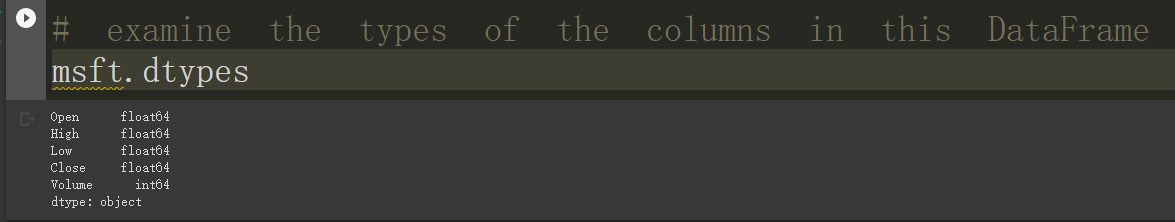 # examine the types of the columns in this DataFrame
msft.dtypes
Open      float64
High      float64
Low       float64
Close     float64
Volume      int64
dtype: object